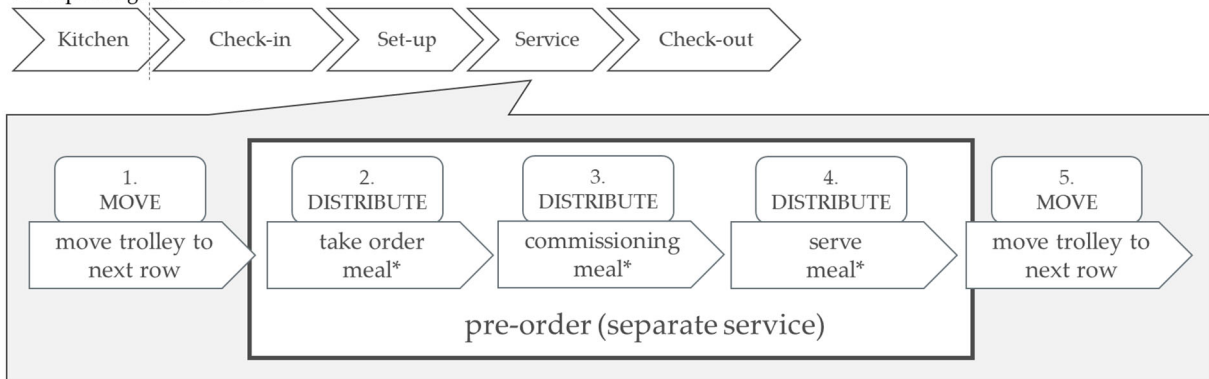 Kitchen
Check-in
Set-up
Service
Check-out
1.
MOVE
move trolley to
next row
2.
DISTRIBUTE
take order
meal*
3.
DISTRIBUTE
commissioning
meal*
4.
DISTRIBUTE
serve
meal*
5.
MOVE
move trolley to
next row
pre-order (separate service)